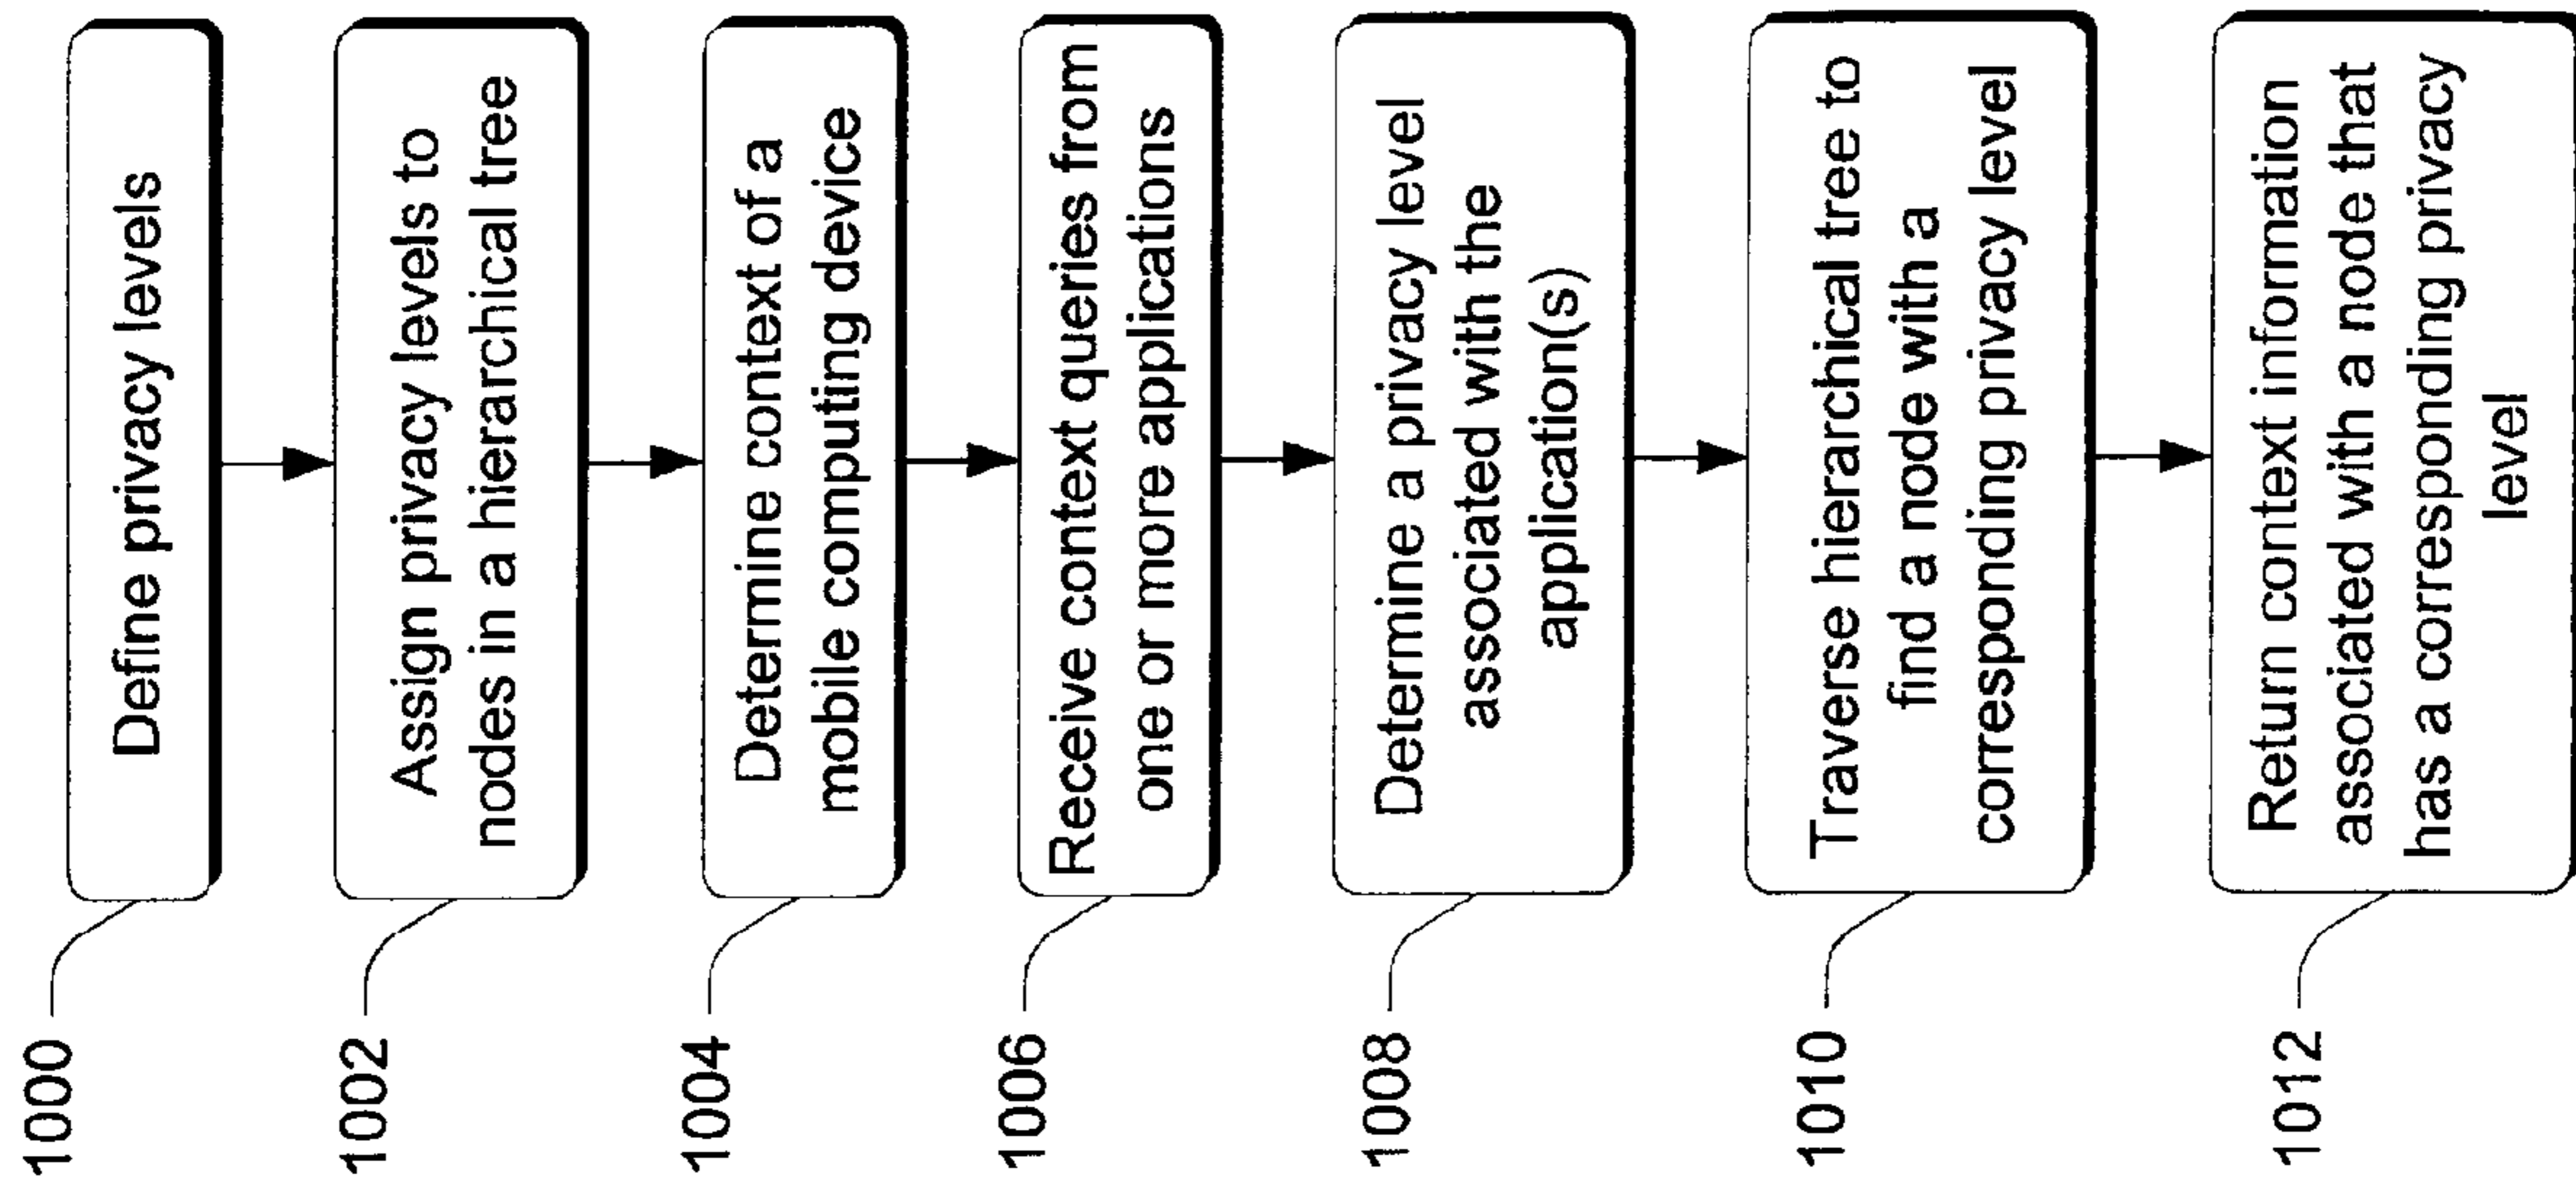 1000
Define privacy levels
1002
Assign privacy levels to
nodes in a hierarchical tree
1004
Determine context of a
mobile computing device
1006
Receive context queries from
one or more applications
1008
Determine a privacy level
associated with the
application(s)
1010
Traverse hierarchical tree to
find a node with a
corresponding privacy level
1012
Return context information
associated with a node that
has a corresponding privacy
level